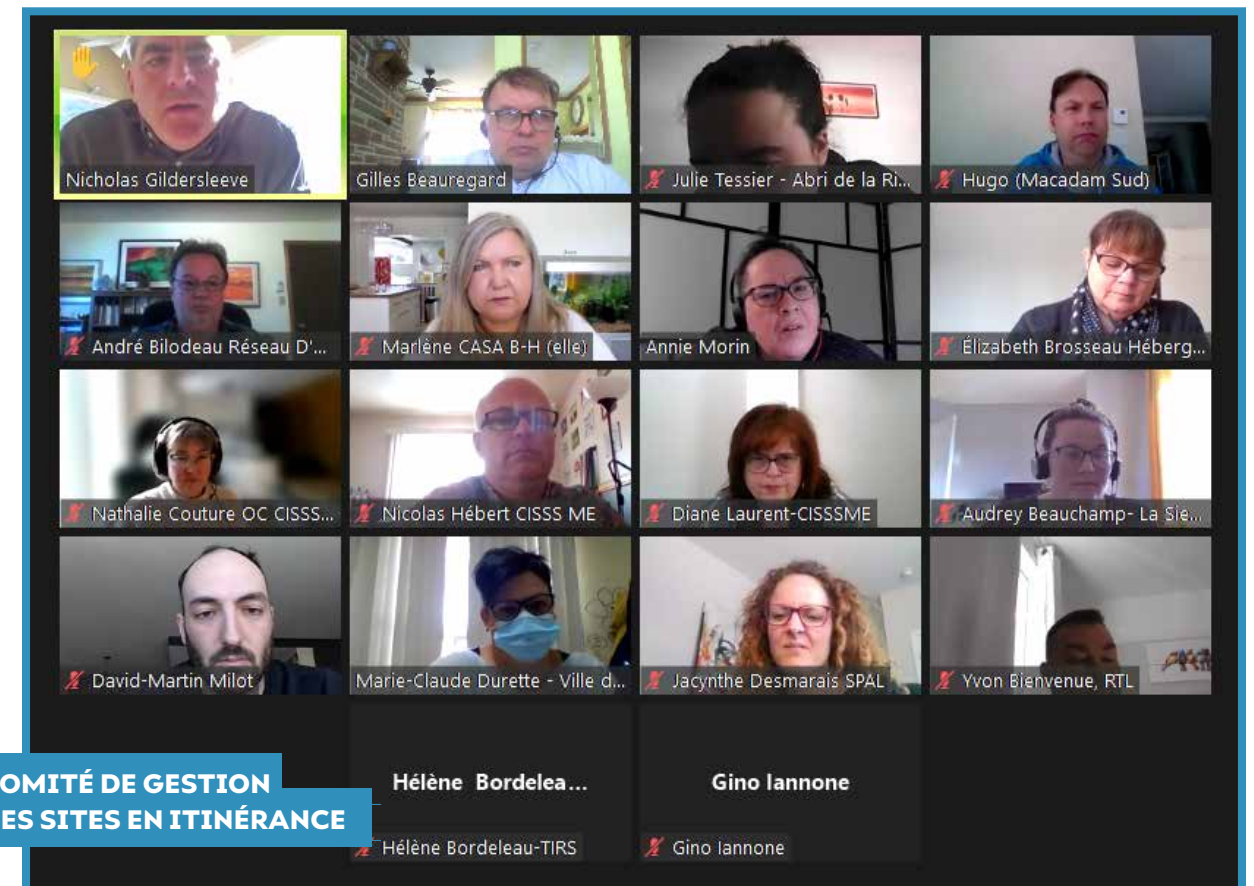 Nicholas Gildersleeve
Gilles Beauregard
Julie Tessier - Abri de la Ri...
Hugo (Macadam Sud)
André Bilodeau Réseau D'...
Marlène CASA B-H (elle)
Annie Morin
Élizabeth Brosseau Héberg...
Nathalie Couture OC CISSS...
Nicolas Hébert CISSS ME
Diane Laurent-CISSSME
Audrey Beauchamp- La Sie...
David-Martin Milot
Marie-Claude Durette - Ville d...
Jacynthe Desmarais SPAL
Yvon Bienvenue, RTL
Hélène Bordelea...
Gino Iannone
Hélène Bordeleau-TIRS
Gino Iannone
OMITÉ DE GESTION
ES SITES EN ITINÉRANCE